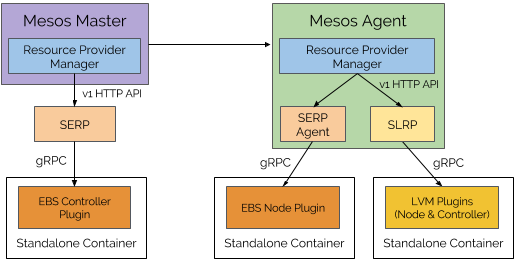 Mesos Master
Resource Provider
Manager
v1 HTTP API
SERP
gRPC
EBS Controller
Plugin
Standalone Container
Mesos Agent
Resource Provider
Manager
v1 HTTP API
SERP
Agent
SLRP
gRPC
gRPC
EBS Node Plugin
Standalone Container
LVM Plugins
(Node & Controller)
Standalone Container